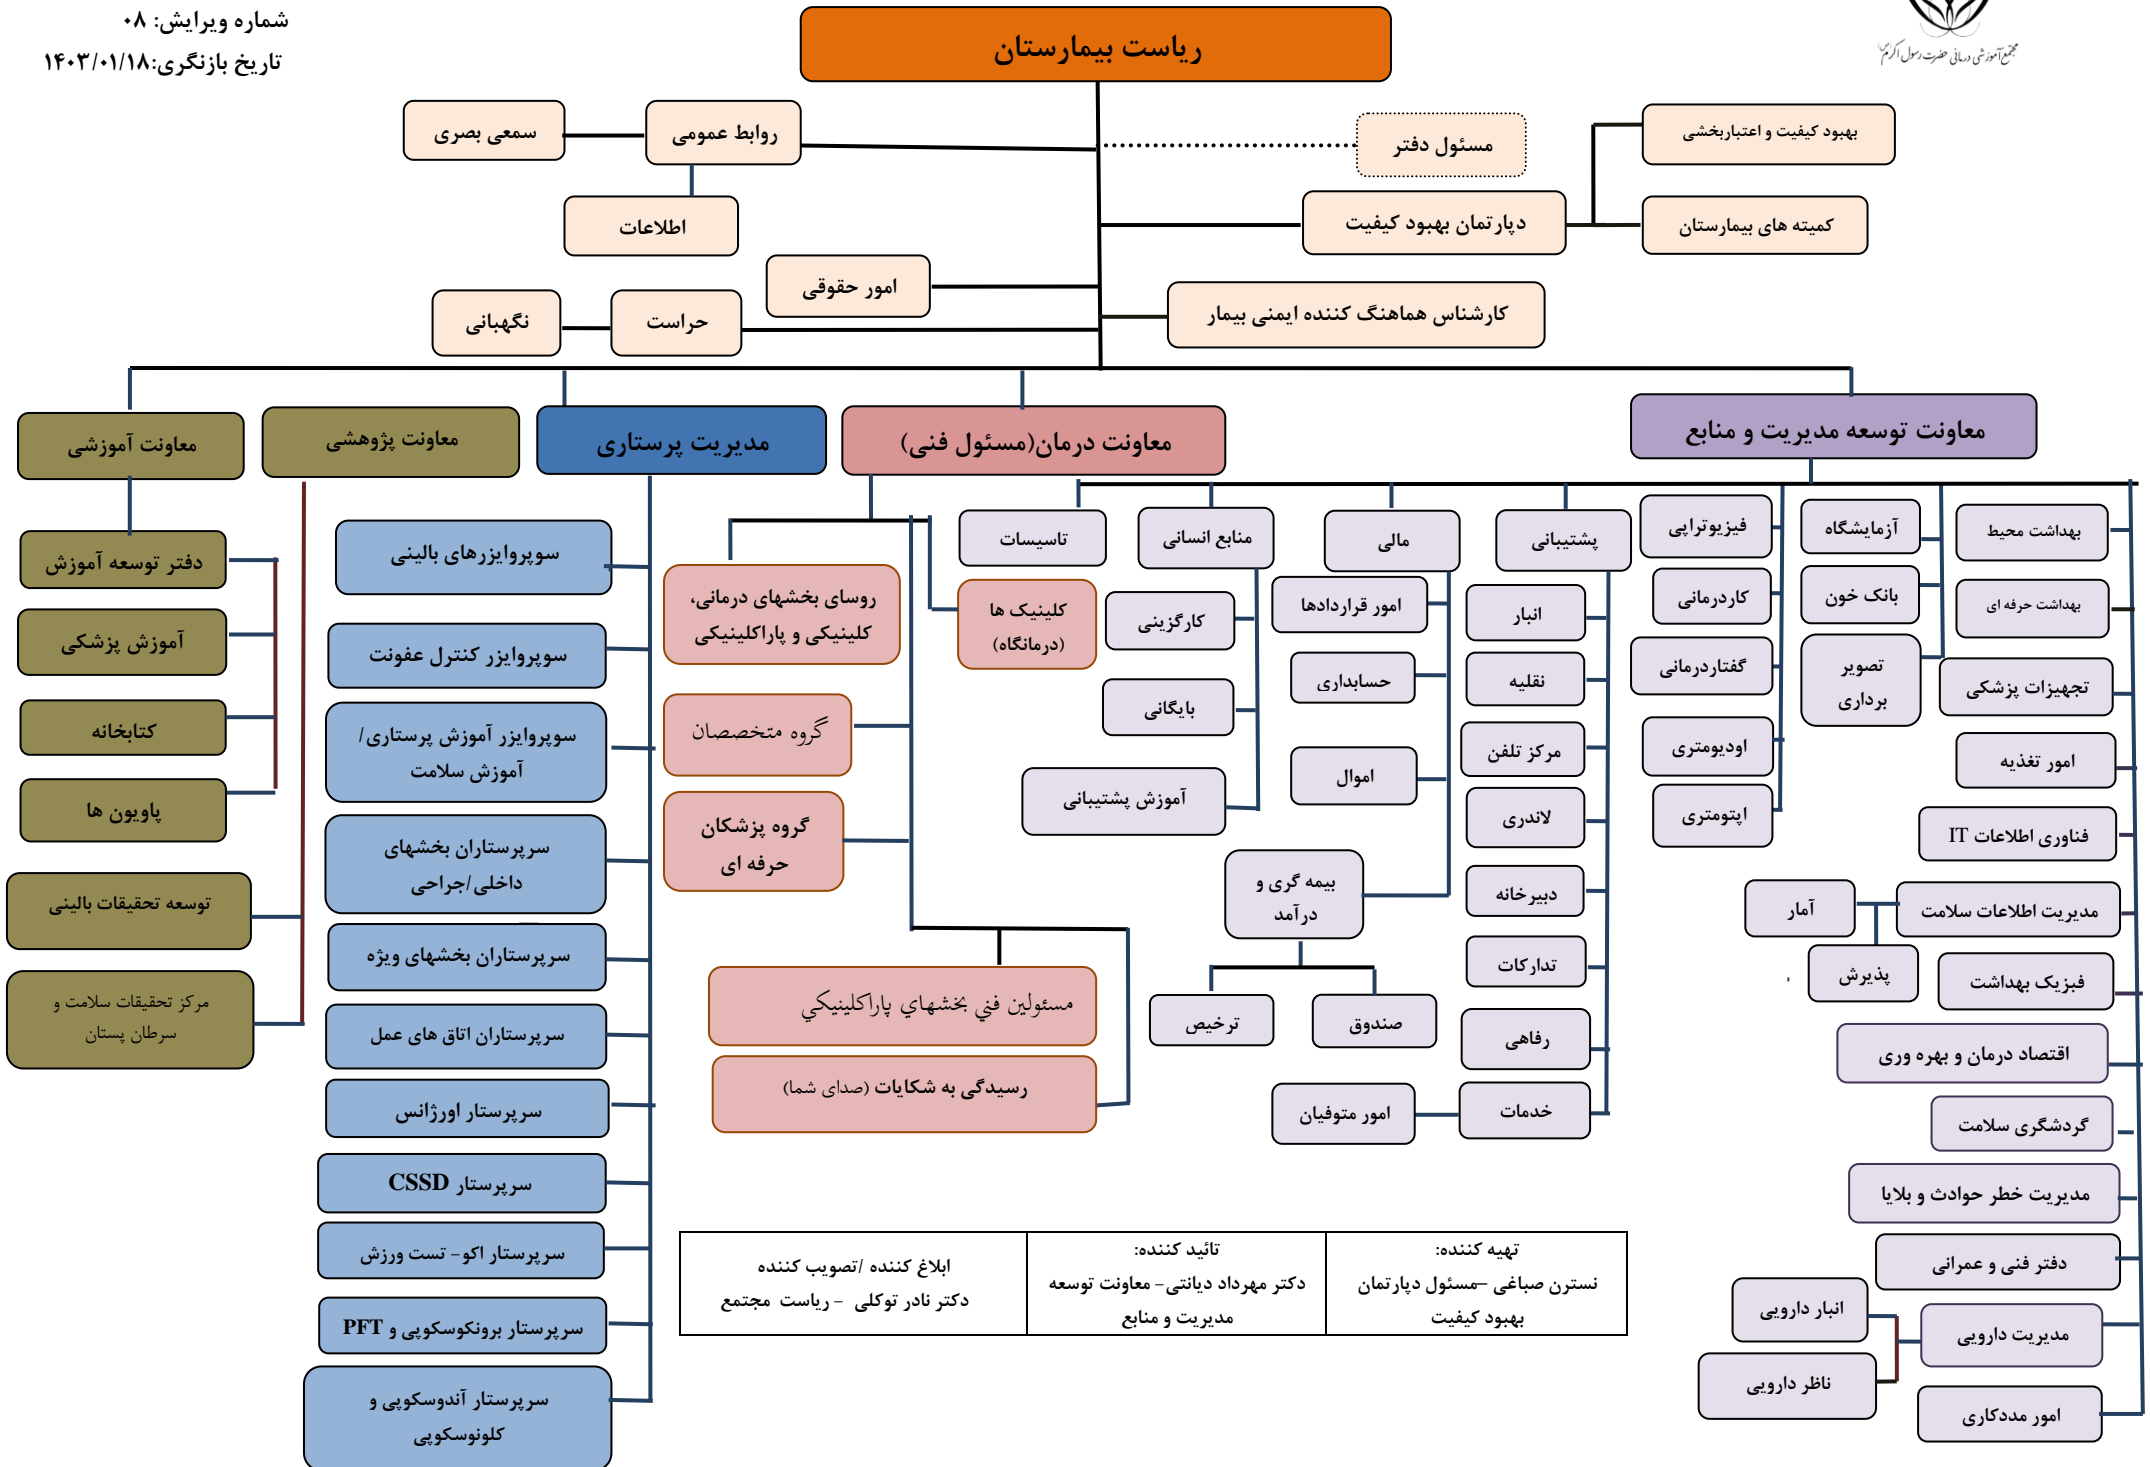 شماره ویرایش: ۰۸
تاریخ بازنگری:۱۴۰۳/۰۱/۱۸
مجتمع آموزشی درمانی حضرت رسول اکرم
ریاست بیمارستان
بهبود کیفیت و اعتباربخشی
مسئول دفتر
روابط عمومی
سمعی بصری
کمیته های بیمارستان
دپارتمان بهبود کیفیت
اطلاعات
امور حقوقی
کارشناس هماهنگ کننده ایمنی بیمار
حراست
نگهبانی
معاونت توسعه مدیریت و منابع
معاونت درمان(مسئول فنی)
مدیریت پرستاری
معاونت پژوهشی
معاونت آموزشی
بهداشت محیط
بهداشت حرفه ای
تجهیزات پزشکی
امور تغذیه
فناوری اطلاعات IT
مدیریت اطلاعات سلامت
آمار
پذیرش
فیزیک بهداشت
اقتصاد درمان و بهره وری
گردشگری سلامت
مدیریت خطر حوادث و بلایا
دفتر فنی و عمرانی
مدیریت دارویی
انبار دارویی
ناظر دارویی
امور مددکاری
آزمایشگاه
بانک خون
تصویر
برداری
فیزیوتراپی
کاردرمانی
گفتاردرمانی
اودیومتری
اپتومتری
پشتیبانی
انبار
نقلیه
مرکز تلفن
لاندری
دبیرخانه
تدارکات
رفاهی
خدمات
امور متوفیان
مالی
امور قراردادها
حسابداری
اموال
بیمه گری و
درآمد
صندوق
ترخیص
منابع انسانی
کارگزینی
بایگانی
آموزش پشتیبانی
تاسیسات
کلینیک ها
(درمانگاه)
روسای بخشهای درمانی،
کلینیکی و پاراکلینیکی
گروه متخصصان
گروه پزشکان
حرفه ای
مسئولین فني بخشهاي پاراکلینیکي
رسیدگی به شکایات (صدای شما)
سوپروایزرهای بالینی
سوپروایزر کنترل عفونت
سوپروایزر آموزش پرستاری/
آموزش سلامت
سرپرستاران بخشهای
داخلی/جراحی
سرپرستاران بخشهای ویژه
سرپرستاران اتاق های عمل
سرپرستار اورژانس
سرپرستار CSSD
سرپرستار اکو- تست ورزش
سرپرستار برونکوسکوپی و PFT
سرپرستار آندوسکوپی و
کلونوسکوپی
توسعه تحقیقات بالینی
مرکز تحقیقات سلامت و
سرطان پستان
دفتر توسعه آموزش
آموزش پزشکی
کتابخانه
پاویون ها
تهیه کننده:
نسترن صباغی –مسئول دپارتمان
بهبود کیفیت
تائید کننده:
دکتر مهرداد دیانتی- معاونت توسعه
مدیریت و منابع
ابلاغ کننده /تصویب کننده
دکتر نادر توکلی - ریاست مجتمع